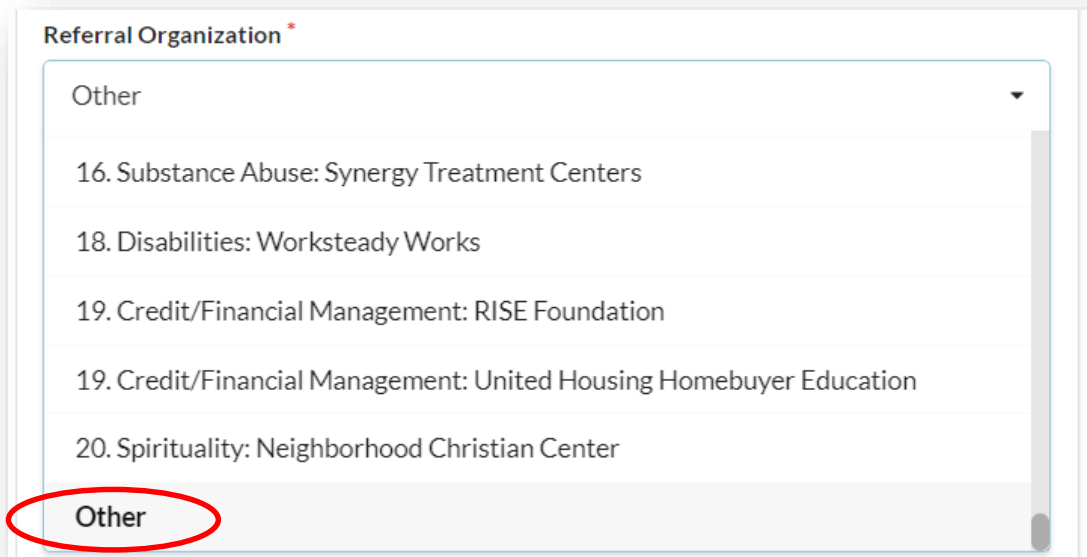 Referral Organization *
Other
16. Substance Abuse: Synergy Treatment Centers
18. Disabilities: Worksteady Works
19. Credit/Financial Management: RISE Foundation
19. Credit/Financial Management: United Housing Homebuyer Education
20. Spirituality: Neighborhood Christian Center
Other